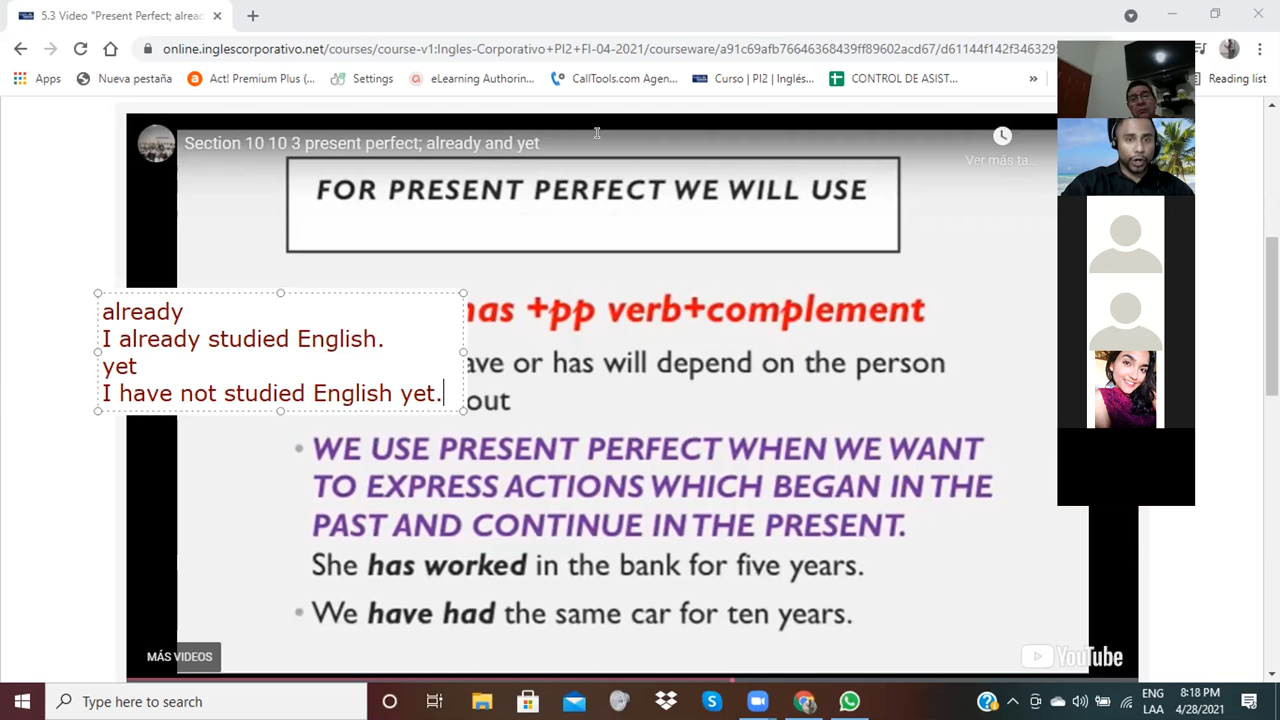 5.3 Video "Present Perfect; alread
online.inglescorporativo.net/courses/course-v1:Ingles-Corporativo+PI2+FI-04-2021/courseware/a91c69afb76646368439ff89602acd67/d61144f142f3463295
Apps Nueva pestaña Act! Premium Plus (... Settings eLearning Authorin... CallTools.com Agen... Curso | PI2 | Inglés... CONTROL DE ASIST... » Reading list
Section 10 10 3 present perfect; already and yet
Ver más ta...
FOR PRESENT PERFECT WE WILL USE
already
I already studied English.
yet
I have not studied English yet.
has +pp verb+complement
ave or has will depend on the person
out
• WE USE PRESENT PERFECT WHEN WE WANT
TO EXPRESS ACTIONS WHICH BEGAN IN THE
PAST AND CONTINUE IN THE PRESENT.
She has worked in the bank for five years.
• We have had the same car for ten years.
MÁS VIDEOS
YouTube
Type here to search
ENG
LAA
8:18 PM
4/28/2021